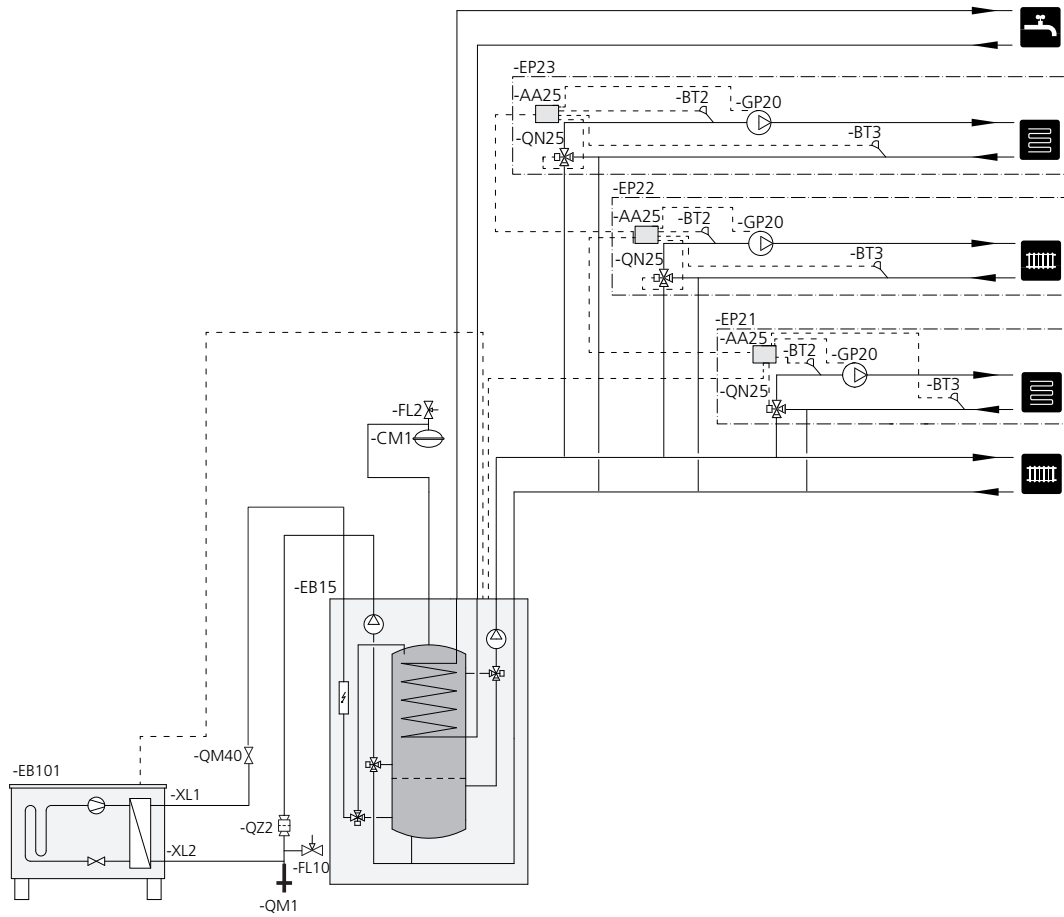 -EP23
-AA25
-BT2
-GP20
-QN25
-BT3
-EP22
-AA25
-BT2
-GP20
-QN25
-BT3
-EP21
-AA25
-BT2
-GP20
-QN25
-BT3
-FL2
-CM1
-EB15
-QM40
-EB101
-XL1
-QZ2
-XL2
-FL10
-QM1